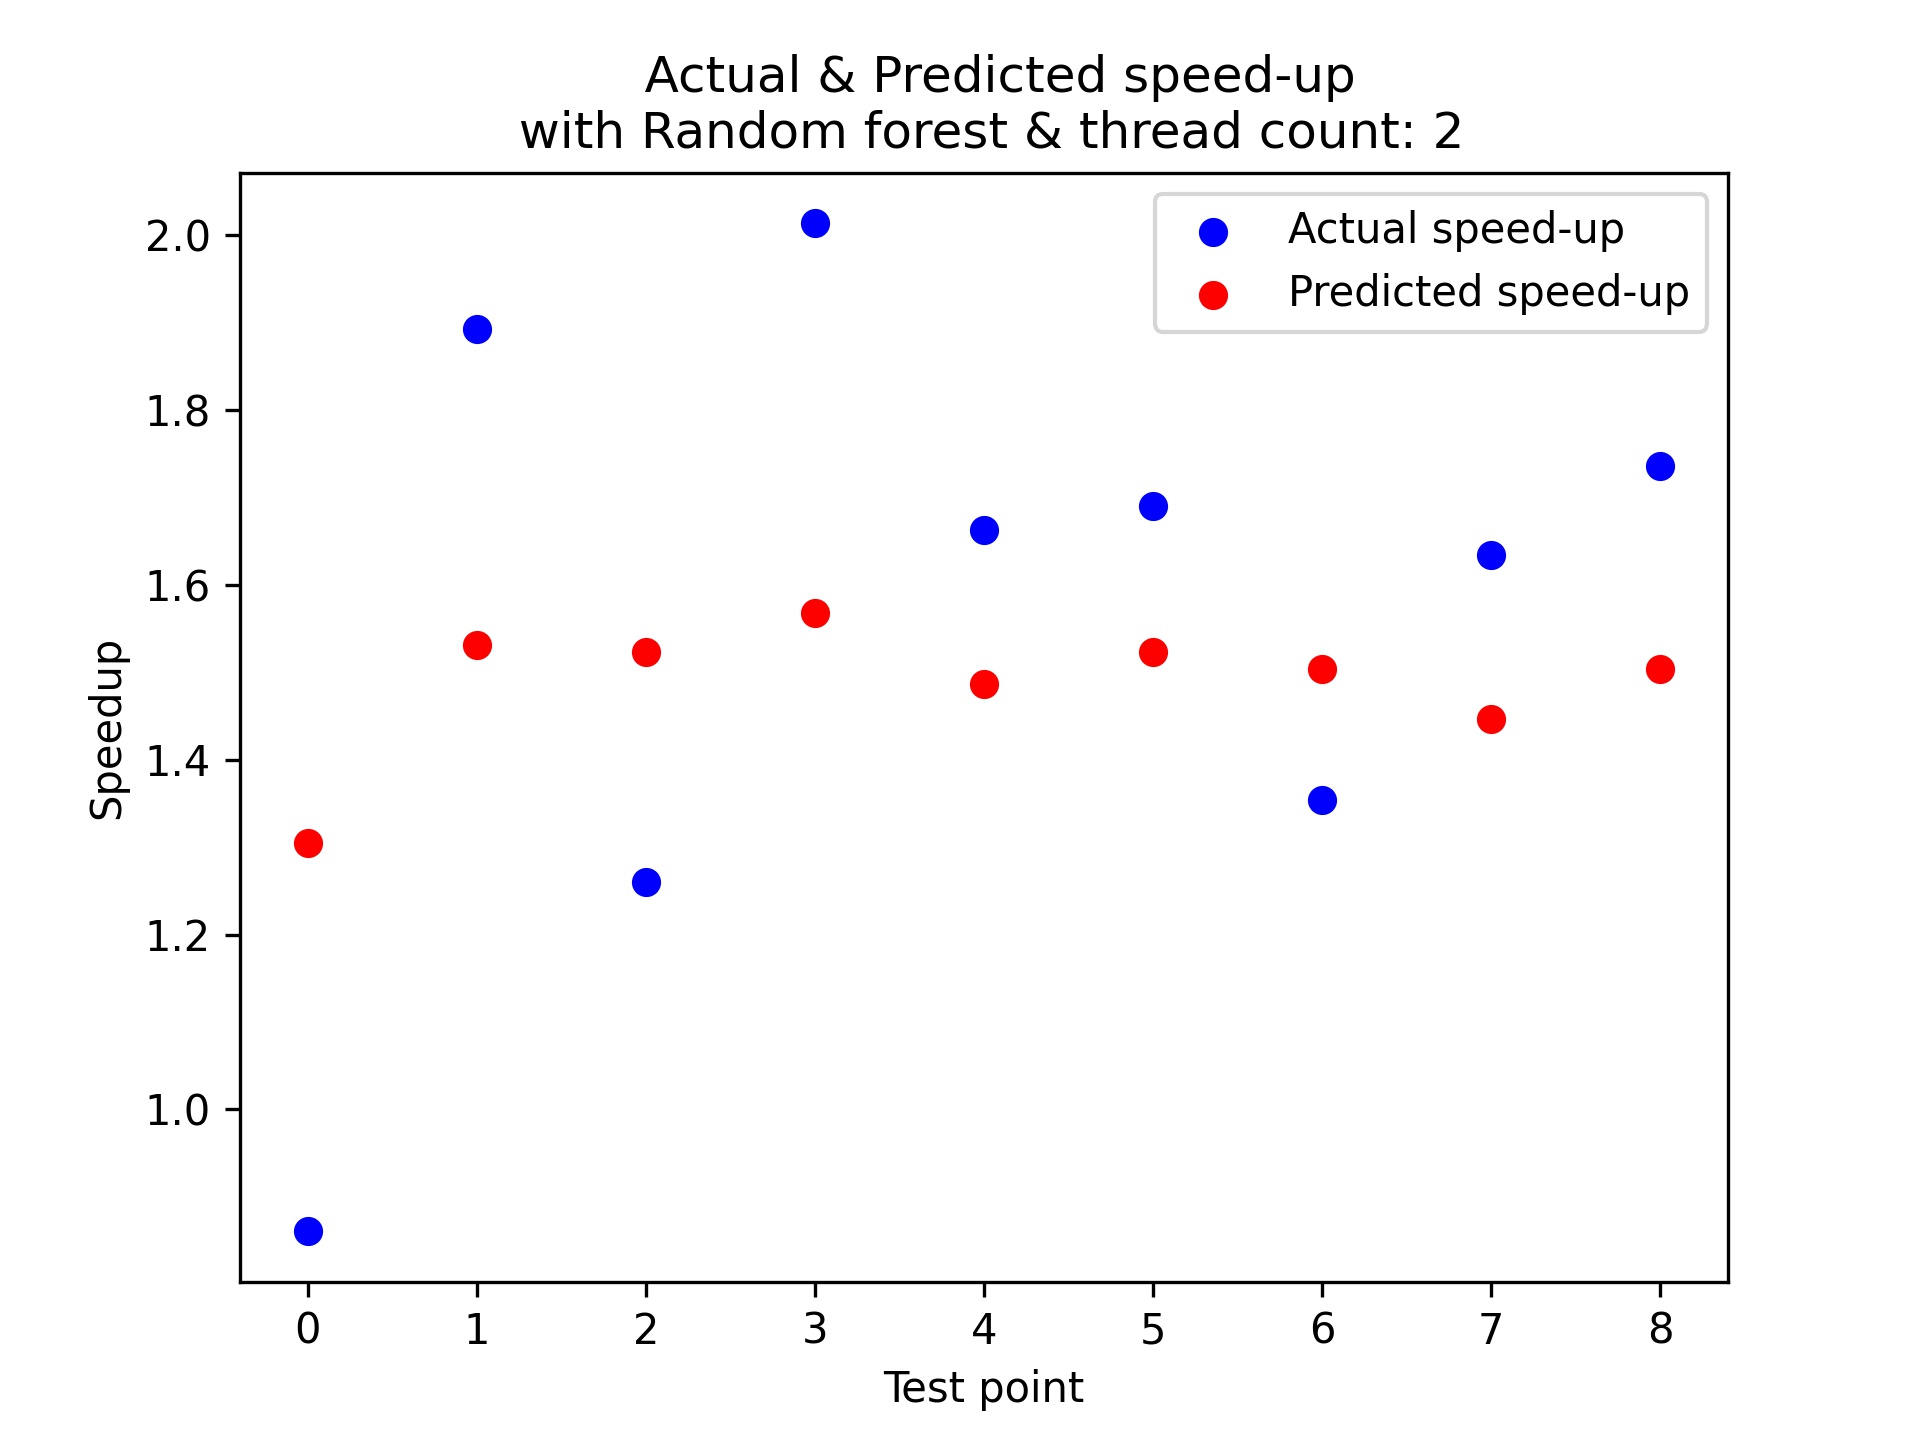 Actual & Predicted speed-up
with Random forest & thread count: 2
Actual speed-up
Predicted speed-up
Speedup
2.0
1.8
1.6
1.4
1.2
1.0
0 1 2 3 4 5 6 7 8
Test point